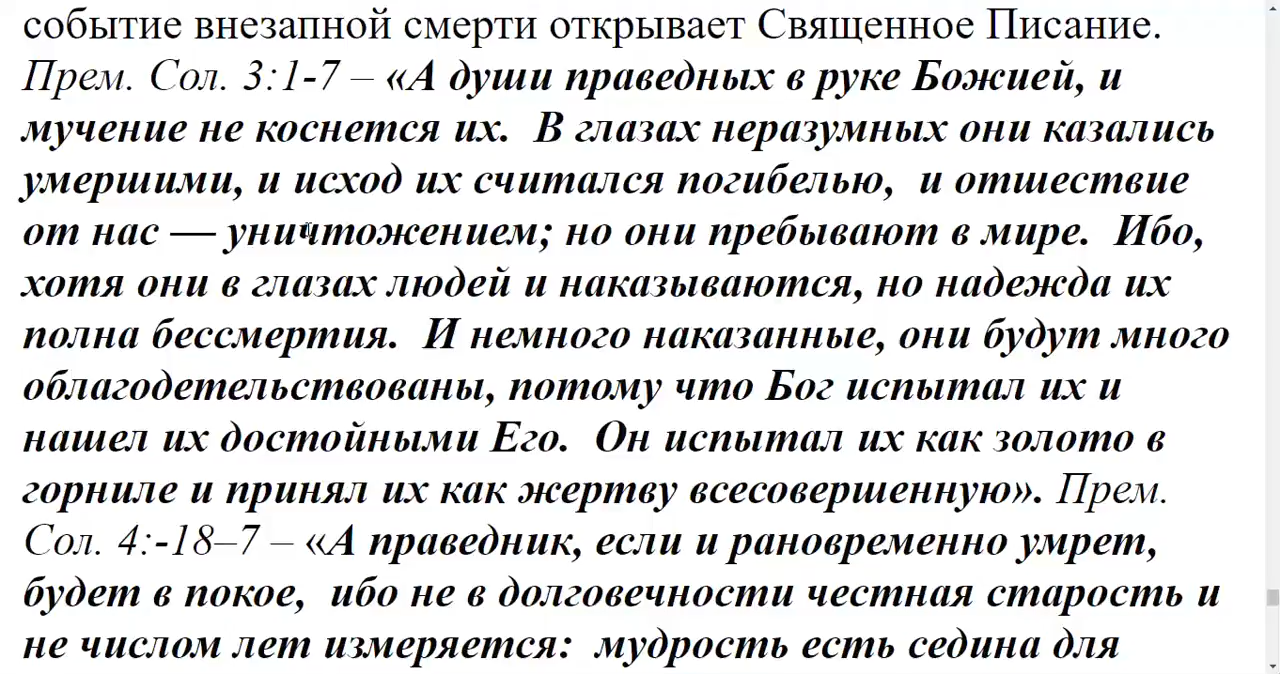 событие внезапной смерти открывает Священное Писание.
Прем. Сол. 3:1-7 – «А души праведных в руке Божией, и
мучение не коснется их. В глазах неразумных они казались
умершими, и исход их считался погибелью, и отшествие
от нас — уничтожением; но они пребывают в мире. Ибо,
хотя они в глазах людей и наказываются, но надежда их
полна бессмертия. И немного наказанные, они будут много
облагодетельствованы, потому что Бог испытал их и
нашел их достойными Его. Он испытал их как золото в
горниле и принял их как жертву всесовершенную». Прем.
Сол. 4:-18–7 – «А праведник, если и рановременно умрет,
будет в покое, ибо не в долговечности честная старость и
не числом лет измеряется: мудрость есть седина для